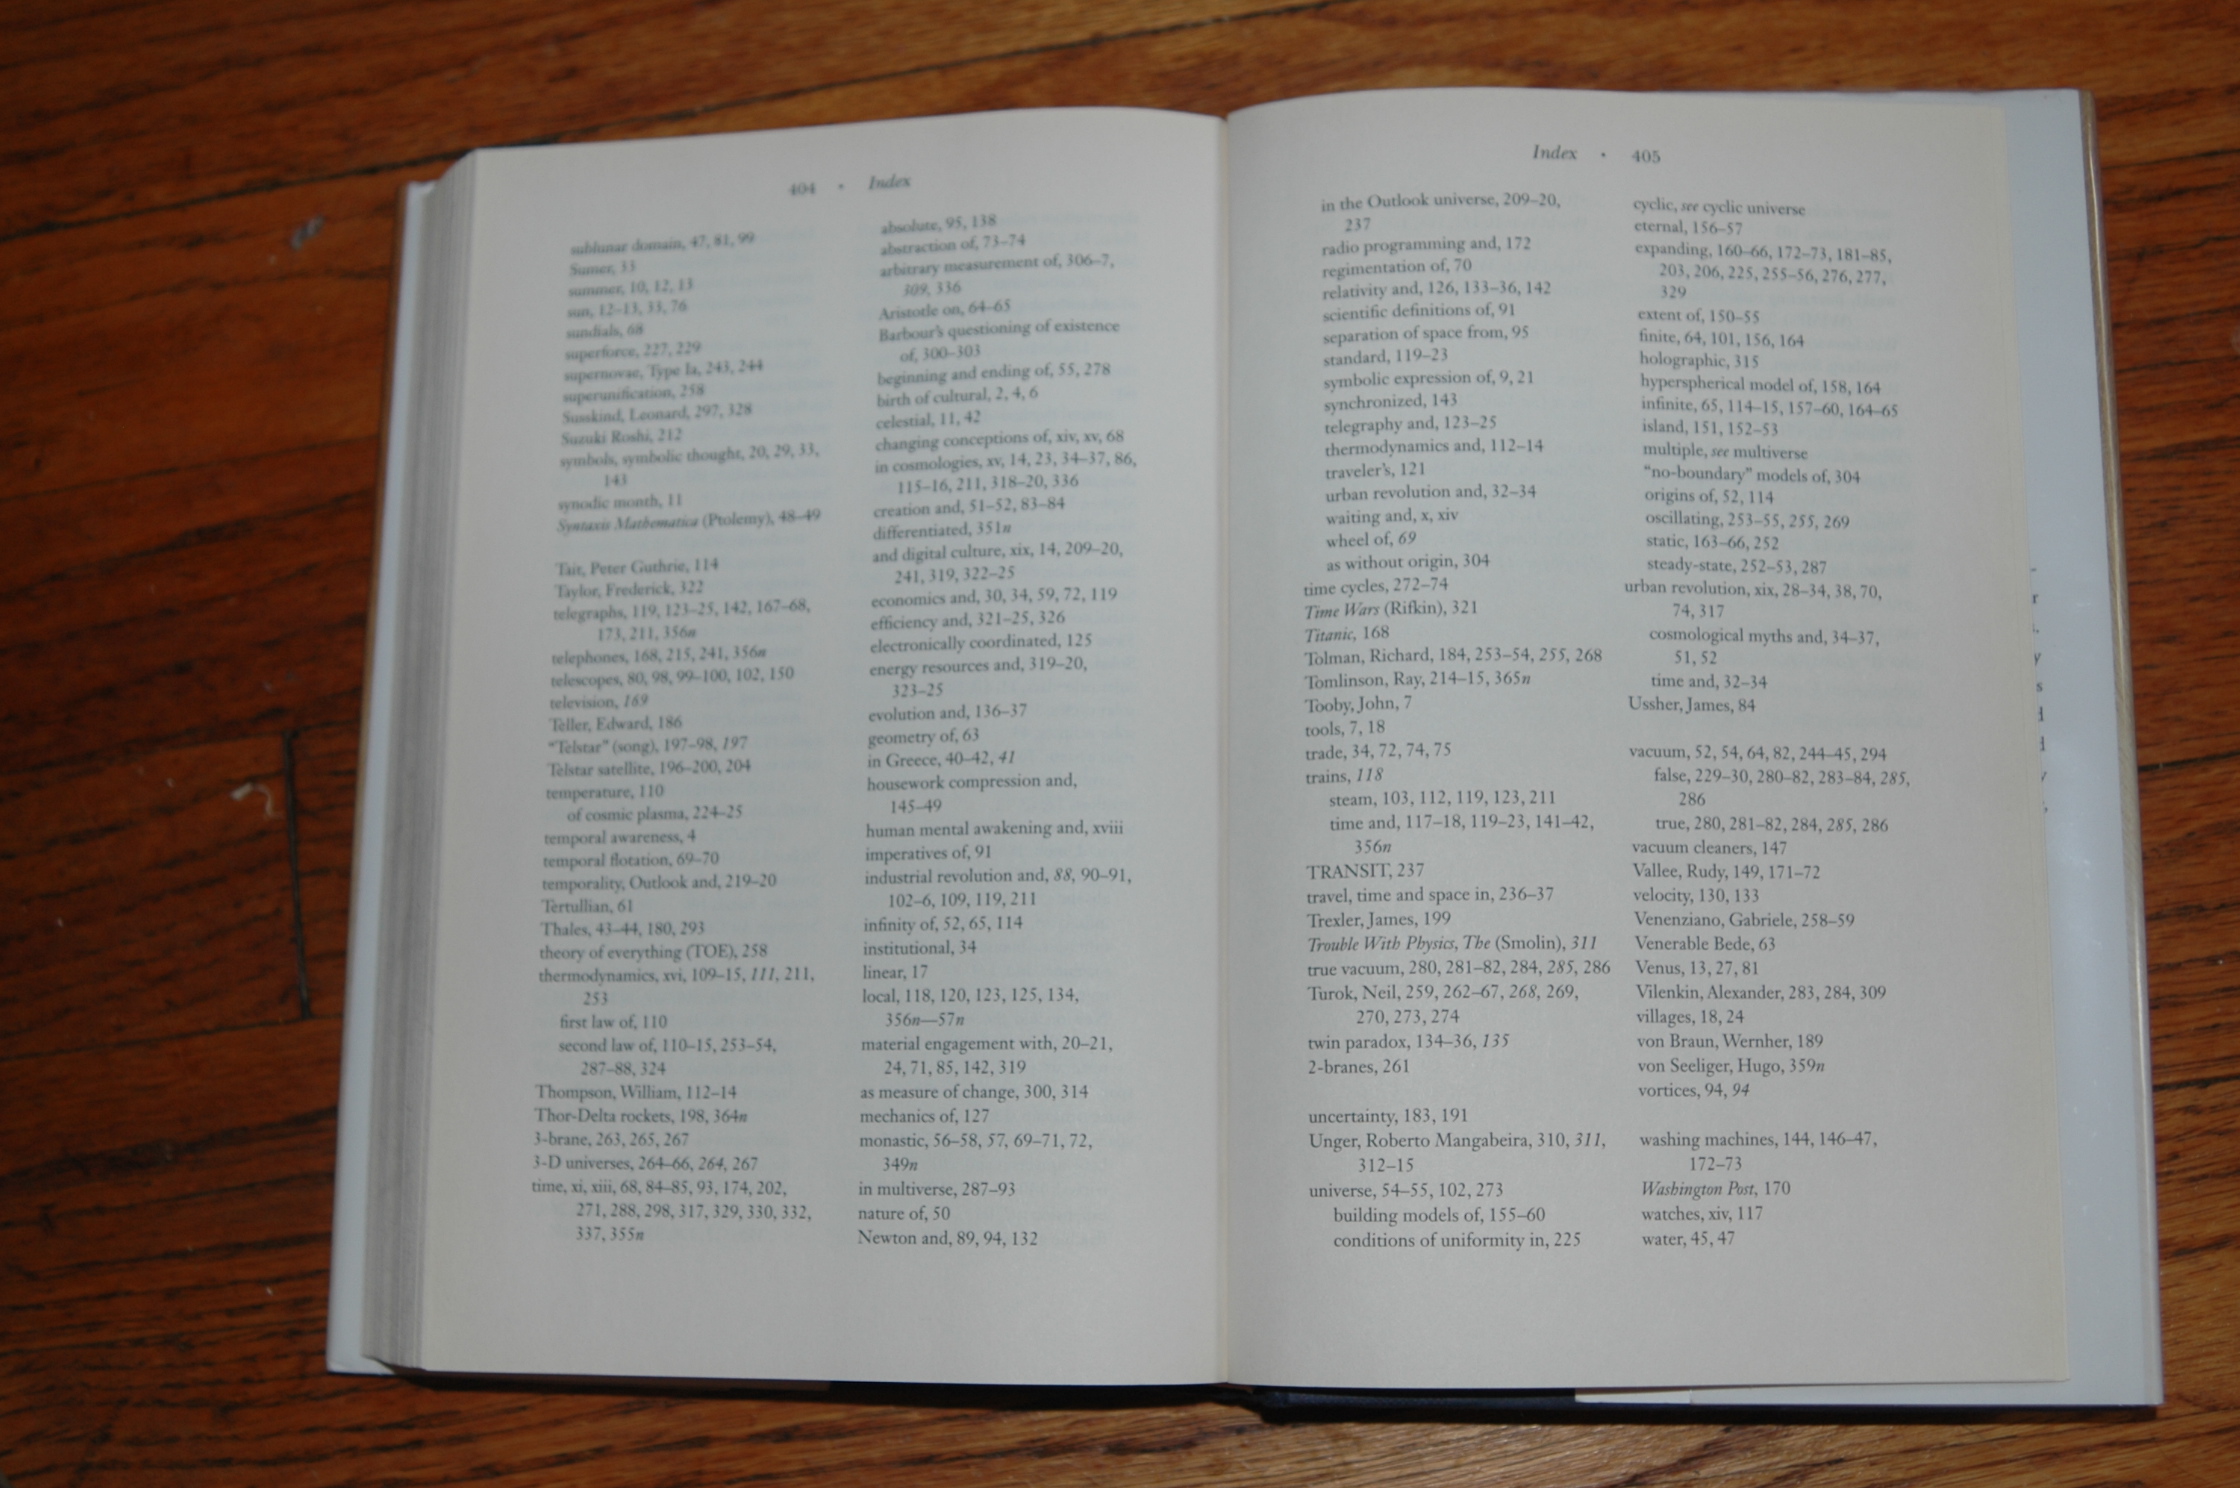 404 • Index
sublunar domain, 47, 81, 99
Sumer, 33
summer, 10, 12, 13
sun, 12–13, 33, 76
sundials, 68
superforce, 227, 229
supernovae, Type Ia, 243, 244
superunification, 258
Susskind, Leonard, 297, 328
Suzuki Roshi, 212
symbols, symbolic thought, 20, 29, 33,
143
synodic month, 11
Syntaxis Mathematica (Ptolemy), 48–49
Tait, Peter Guthrie, 114
Taylor, Frederick, 322
telegraphs, 119, 123–25, 142, 167–68,
173, 211, 356n
telephones, 168, 215, 241, 356n
telescopes, 80, 98, 99–100, 102, 150
television, 169
Teller, Edward, 186
“Telstar” (song), 197–98, 197
Telstar satellite, 196–200, 204
temperature, 110
of cosmic plasma, 224–25
temporal awareness, 4
temporal flotation, 69–70
temporality, Outlook and, 219–20
Tertullian, 61
Thales, 43–44, 180, 293
theory of everything (TOE), 258
thermodynamics, xvi, 109–15, 111, 211,
253
first law of, 110
second law of, 110–15, 253–54,
287–88, 324
Thompson, William, 112–14
Thor-Delta rockets, 198, 364n
3-brane, 263, 265, 267
3-D universes, 264–66, 264, 267
time, xi, xiii, 68, 84–85, 93, 174, 202,
271, 288, 298, 317, 329, 330, 332,
337, 355n
absolute, 95, 138
abstraction of, 73–74
arbitrary measurement of, 306–7,
309, 336
Aristotle on, 64–65
Barbour's questioning of existence
of, 300–303
beginning and ending of, 55, 278
birth of cultural, 2, 4, 6
celestial, 11, 42
changing conceptions of, xiv, xv, 68
in cosmologies, xv, 14, 23, 34–37, 86,
115–16, 211, 318–20, 336
creation and, 51–52, 83–84
differentiated, 351n
and digital culture, xix, 14, 209–20,
241, 319, 322–25
economics and, 30, 34, 59, 72, 119
efficiency and, 321–25, 326
electronically coordinated, 125
energy resources and, 319–20,
323–25
evolution and, 136–37
geometry of, 63
in Greece, 40–42, 41
housework compression and,
145–49
human mental awakening and, xviii
imperatives of, 91
industrial revolution and, 88, 90–91,
102–6, 109, 119, 211
infinity of, 52, 65, 114
institutional, 34
linear, 17
local, 118, 120, 123, 125, 134,
356n–57n
material engagement with, 20–21,
24, 71, 85, 142, 319
as measure of change, 300, 314
mechanics of, 127
monastic, 56–58, 57, 69–71, 72,
349n
in multiverse, 287–93
nature of, 50
Newton and, 89, 94, 132
Index • 405
in the Outlook universe, 209–20,
237
radio programming and, 172
regimentation of, 70
relativity and, 126, 133–36, 142
scientific definitions of, 91
separation of space from, 95
standard, 119–23
symbolic expression of, 9, 21
synchronized, 143
telegraphy and, 123–25
thermodynamics and, 112–14
traveler's, 121
urban revolution and, 32–34
waiting and, x, xiv
wheel of, 69
as without origin, 304
time cycles, 272–74
Time Wars (Rifkin), 321
Titanic, 168
Tolman, Richard, 184, 253–54, 255, 268
Tomlinson, Ray, 214–15, 365n
Tooby, John, 7
tools, 7, 18
trade, 34, 72, 74, 75
trains, 118
steam, 103, 112, 119, 123, 211
time and, 117–18, 119–23, 141–42,
356n
TRANSIT, 237
travel, time and space in, 236–37
Trexler, James, 199
Trouble With Physics, The (Smolin), 311
true vacuum, 280, 281–82, 284, 285, 286
Turok, Neil, 259, 262–67, 268, 269,
270, 273, 274
twin paradox, 134–36, 135
2-branes, 261
uncertainty, 183, 191
Unger, Roberto Mangabeira, 310, 311,
312–15
universe, 54–55, 102, 273
building models of, 155–60
conditions of uniformity in, 225
cyclic, see cyclic universe
eternal, 156–57
expanding, 160–66, 172–73, 181–85,
203, 206, 225, 255–56, 276, 277,
329
extent of, 150–55
finite, 64, 101, 156, 164
holographic, 315
hyperspherical model of, 158, 164
infinite, 65, 114–15, 157–60, 164–65
island, 151, 152–53
multiple, see multiverse
“no-boundary” models of, 304
origins of, 52, 114
oscillating, 253–55, 255, 269
static, 163–66, 252
steady-state, 252–53, 287
urban revolution, xix, 28–34, 38, 70,
74, 317
cosmological myths and, 34–37,
51, 52
time and, 32–34
Ussher, James, 84
vacuum, 52, 54, 64, 82, 244–45, 294
false, 229–30, 280–82, 283–84, 285,
286
true, 280, 281–82, 284, 285, 286
vacuum cleaners, 147
Vallee, Rudy, 149, 171–72
velocity, 130, 133
Venenziano, Gabriele, 258–59
Venerable Bede, 63
Venus, 13, 27, 81
Vilenkin, Alexander, 283, 284, 309
villages, 18, 24
von Braun, Wernher, 189
von Seeliger, Hugo, 359n
vortices, 94, 94
washing machines, 144, 146–47,
172–73
Washington Post, 170
watches, xiv, 117
water, 45, 47